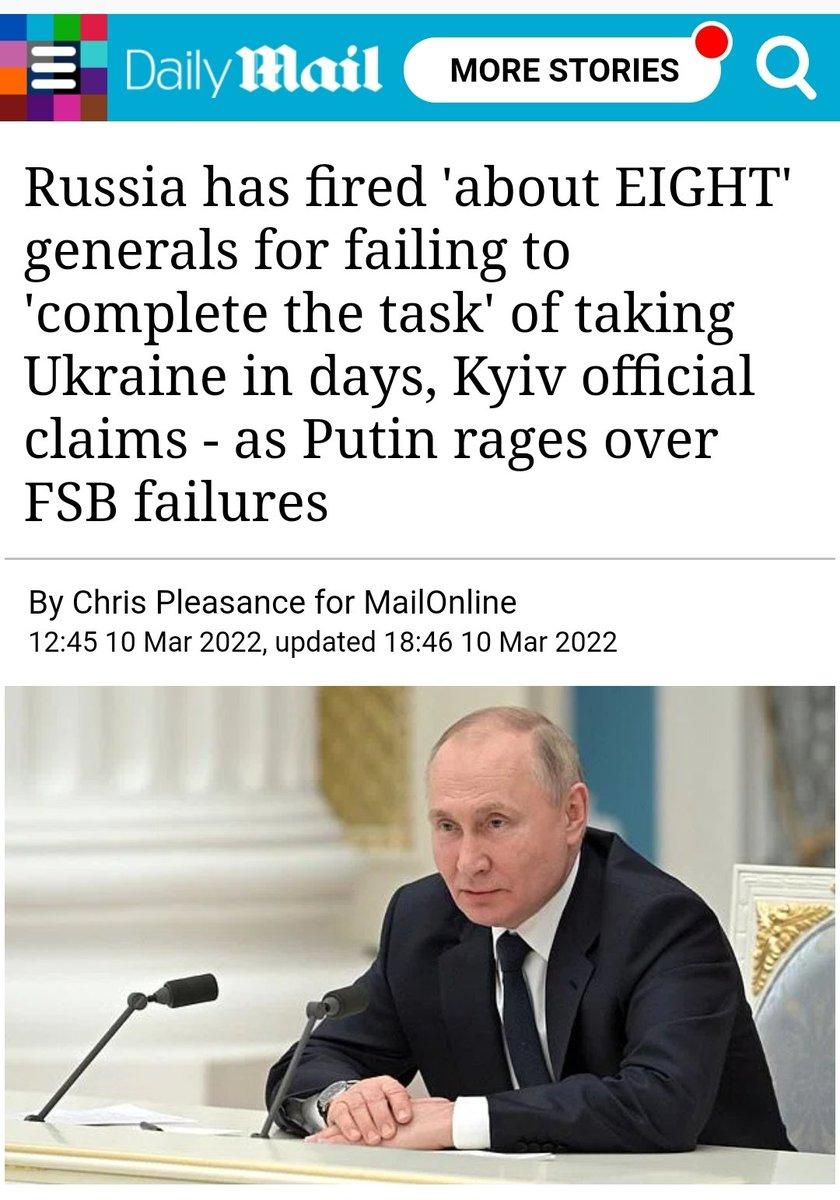 Daily Mail MORE STORIES
Russia has fired 'about EIGHT'
generals for failing to
'complete the task' of taking
Ukraine in days, Kyiv official
claims - as Putin rages over
FSB failures
By Chris Pleasance for MailOnline
12:45 10 Mar 2022, updated 18:46 10 Mar 2022